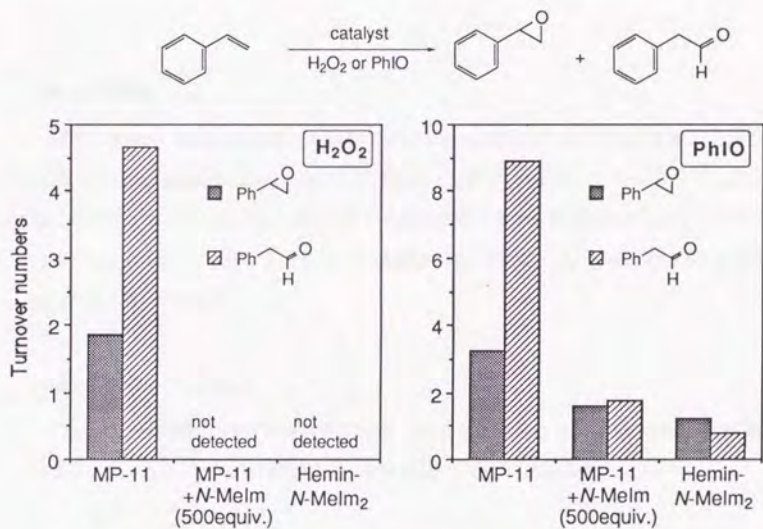 catalyst
H₂O₂ or PhIO
O
+
O
H
Turnover numbers
5
4
3
2
1
0
H₂O₂
Ph
O
Ph
O
H
not
detected
not
detected
MP-11
MP-11
+N-MeIm
(500equiv.)
Hemin-
N-MeIm₂
10
8
6
4
2
0
PhIO
Ph
O
Ph
O
H
MP-11
MP-11
+N-MeIm
(500equiv.)
Hemin-
N-MeIm₂